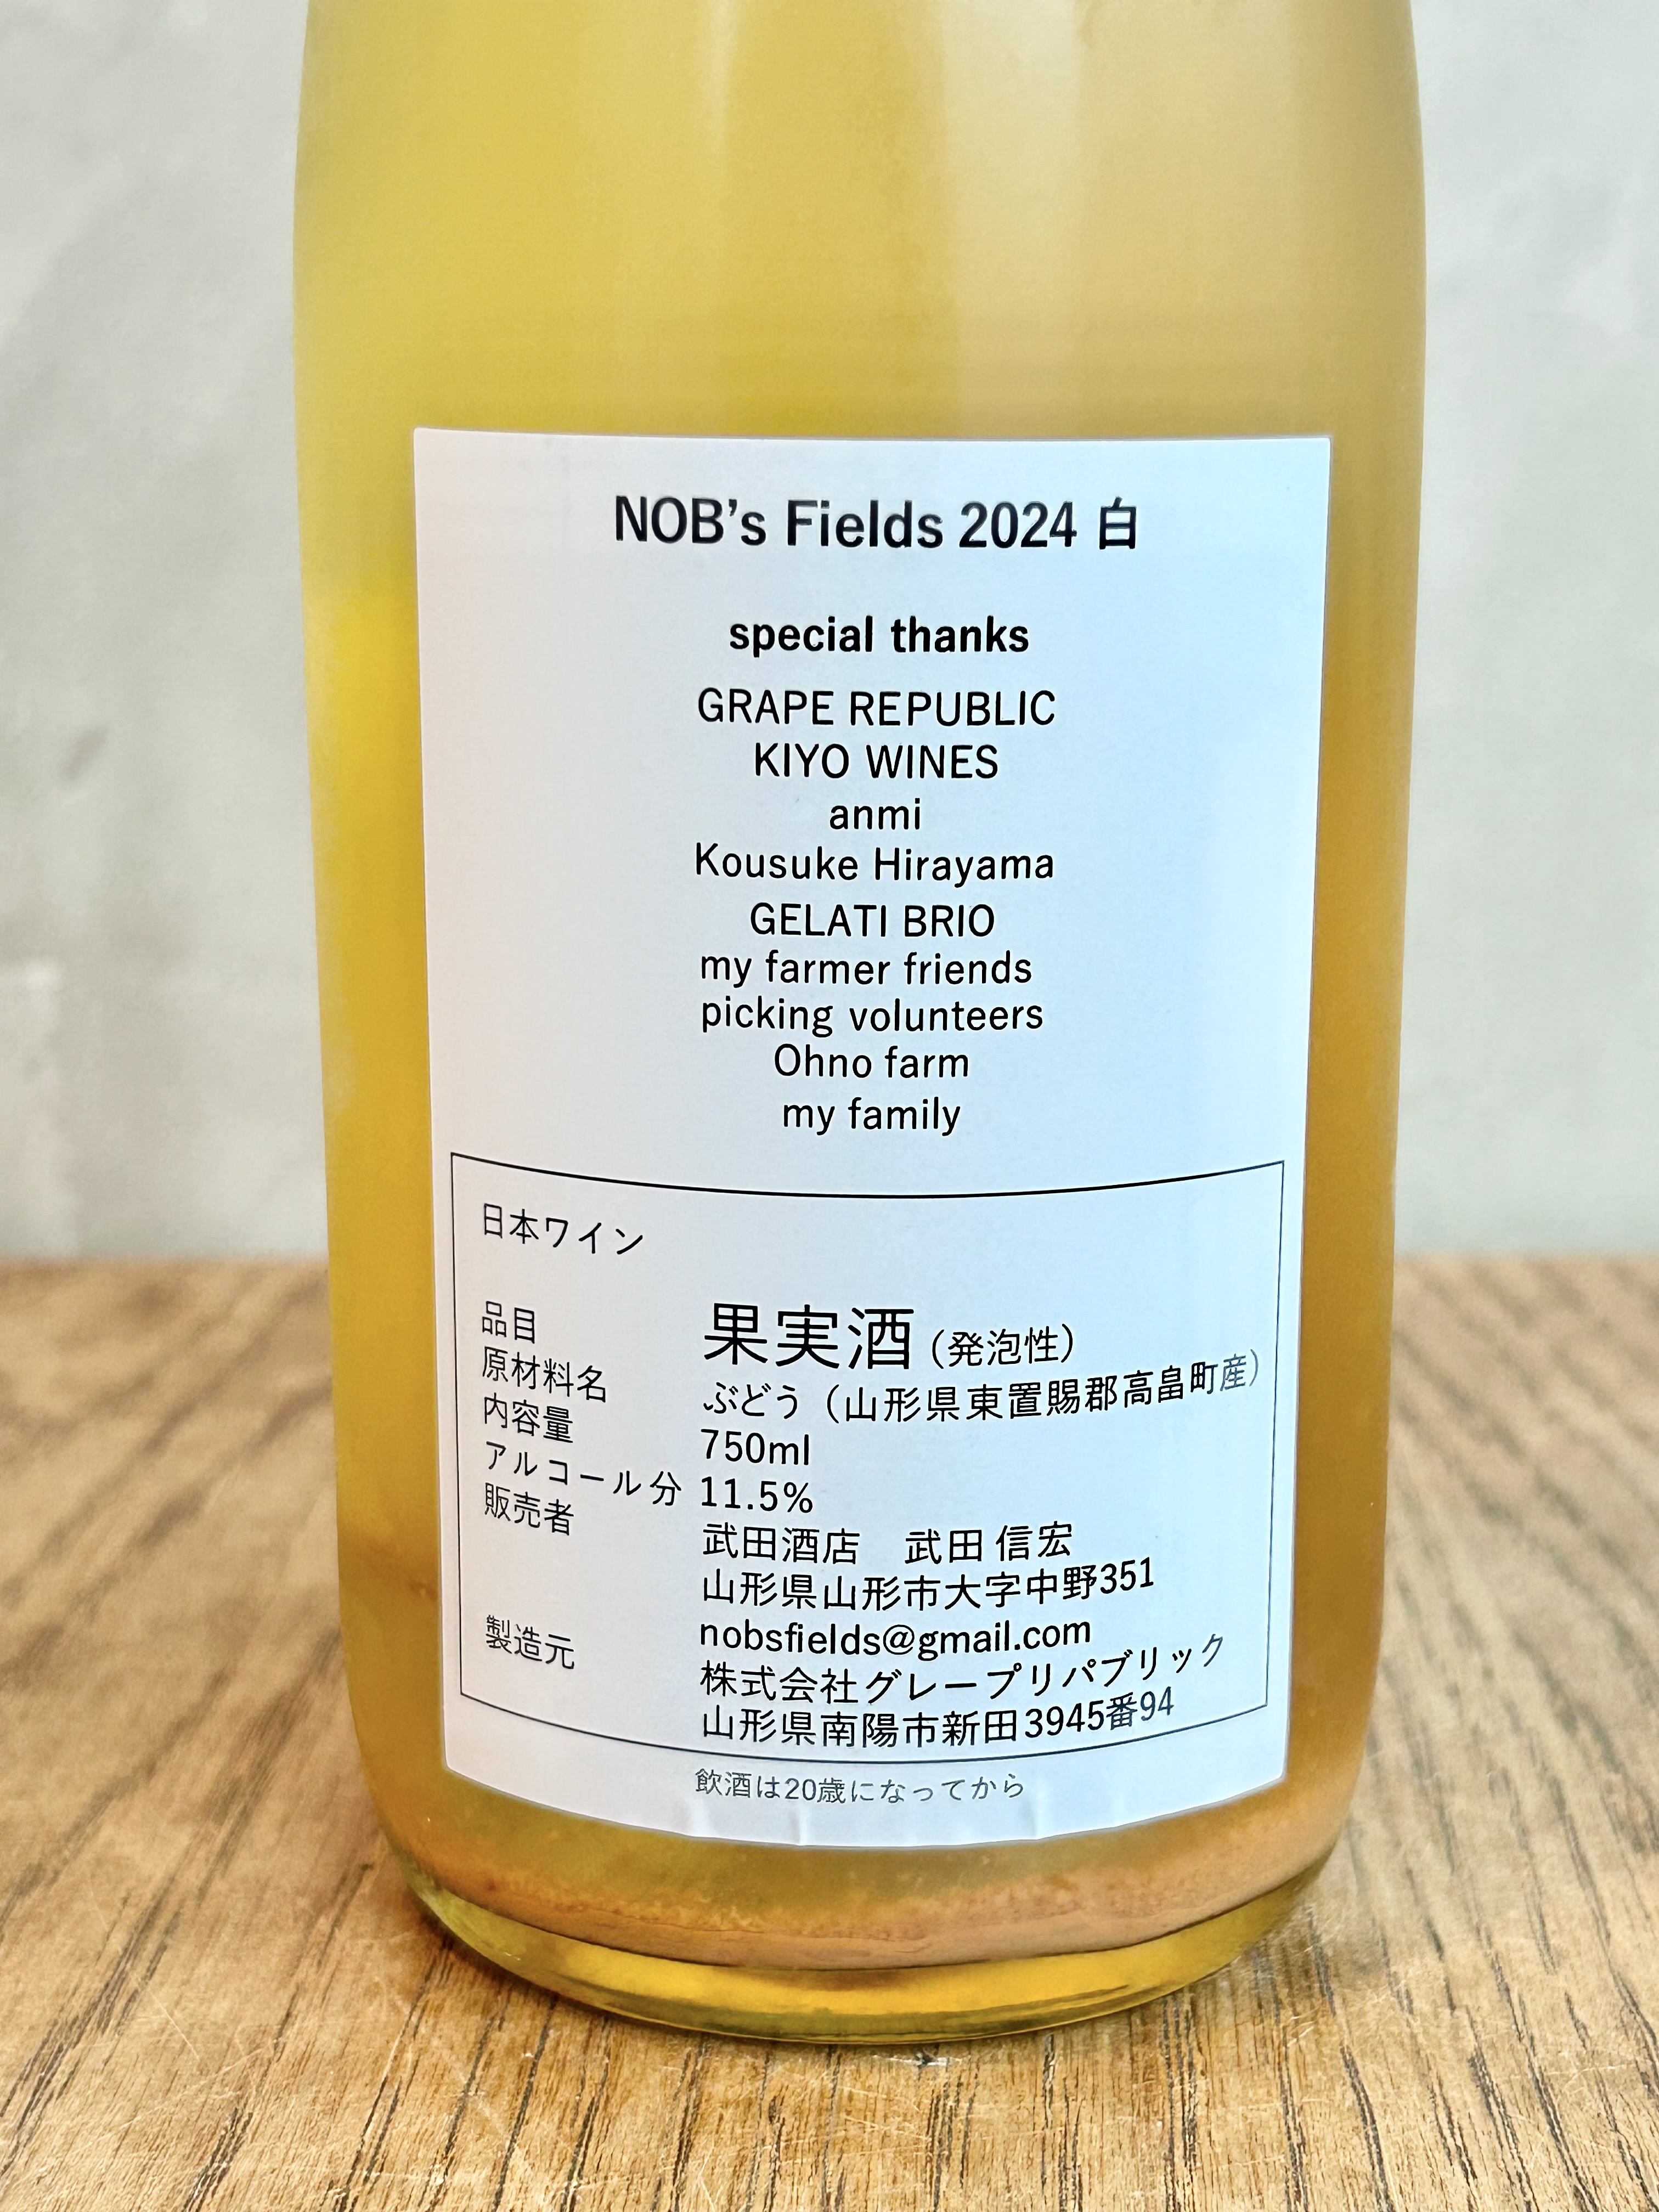 NOB's Fields 2024 白
special thanks
GRAPE REPUBLIC
KIYO WINES
anmi
Kousuke Hirayama
GELATI BRIO
my farmer friends
picking volunteers
Ohno farm
my family
日本ワイン
品目 果実酒（発泡性）
原材料名 ぶどう（山形県東置賜郡高畠町産）
内容量 750ml
アルコール分 11.5%
販売者 武田酒店　武田 信宏
山形県山形市大字中野351
nobsfields@gmail.com
製造元 株式会社グレープリパブリック
山形県南陽市新田3945番94
飲酒は20歳になってから